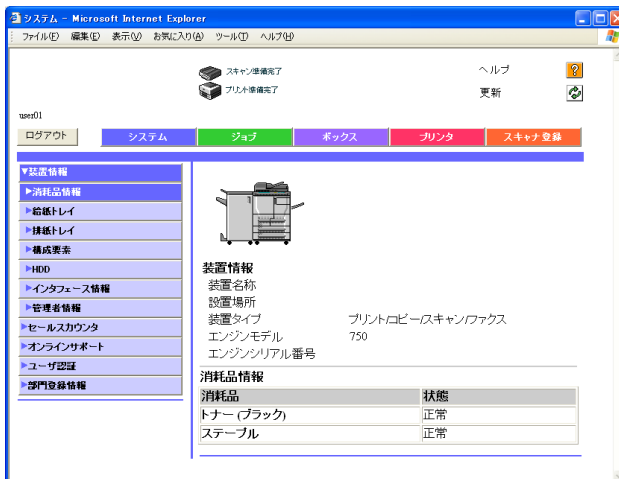 システム - Microsoft Internet Explorer
ファイル(F) 編集(E) 表示(V) お気に入り(A) ツール(T) ヘルプ(H)
スキャン準備完了 ヘルプ
プリント準備完了 更新
user01
ログアウト システム ジョブ ボックス プリンタ スキャナ登録
▼装置情報
▶消耗品情報
▶給紙トレイ
▶排紙トレイ
▶構成要素
▶HDD
▶インタフェース情報
▶管理者情報
▶セールスカウンタ
▶オンラインサポート
▶ユーザ認証
▶部門登録情報
装置情報
装置名称
設置場所
装置タイプ プリント/コピー/スキャン/ファクス
エンジンモデル 750
エンジンシリアル番号
消耗品情報
消耗品 状態
トナー (ブラック) 正常
ステープル 正常